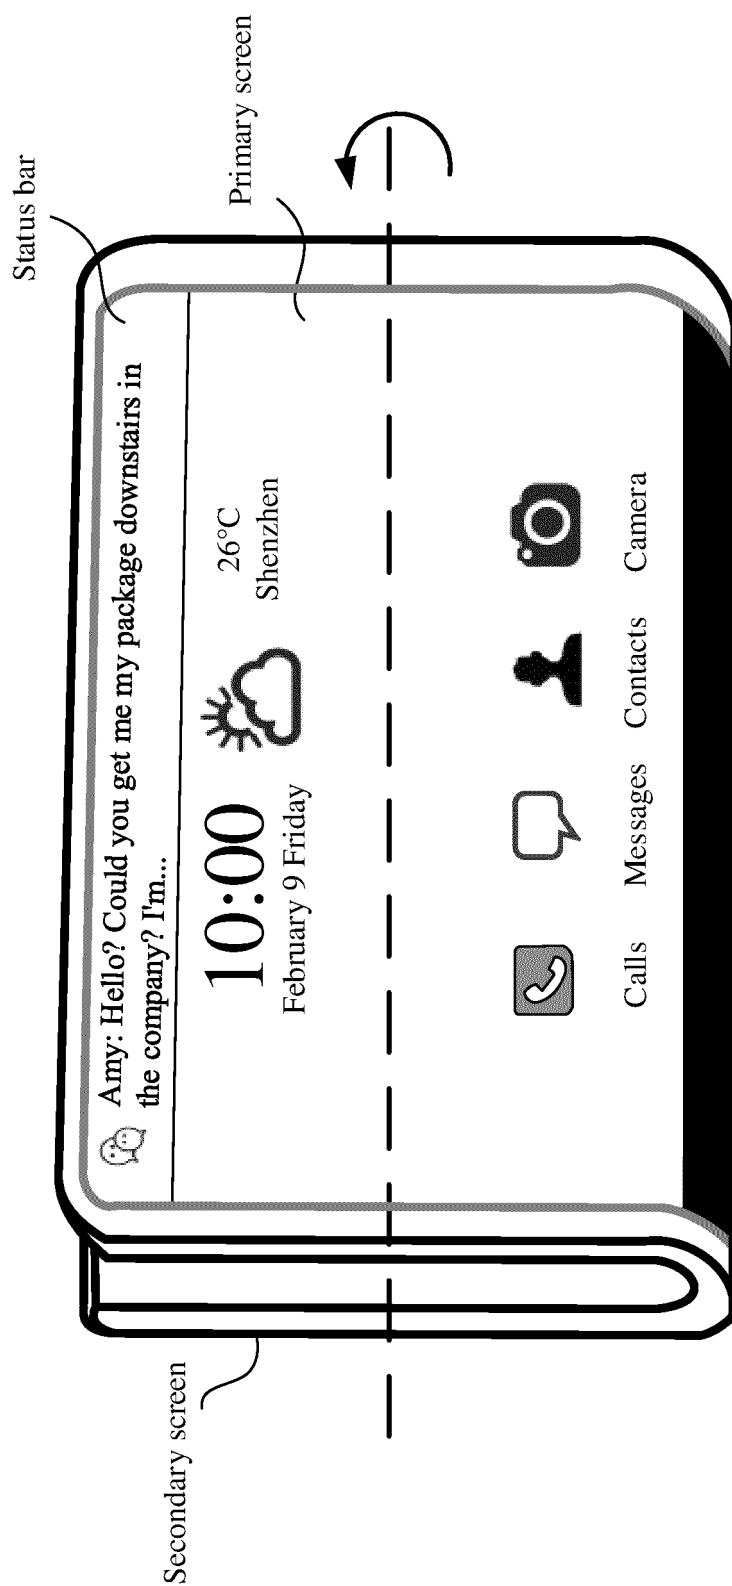 Status bar
Primary screen
Amy: Hello? Could you get me my package downstairs in
the company? I'm...
10:00
February 9 Friday
26°C
Shenzhen
Calls
Messages
Contacts
Camera
Secondary screen